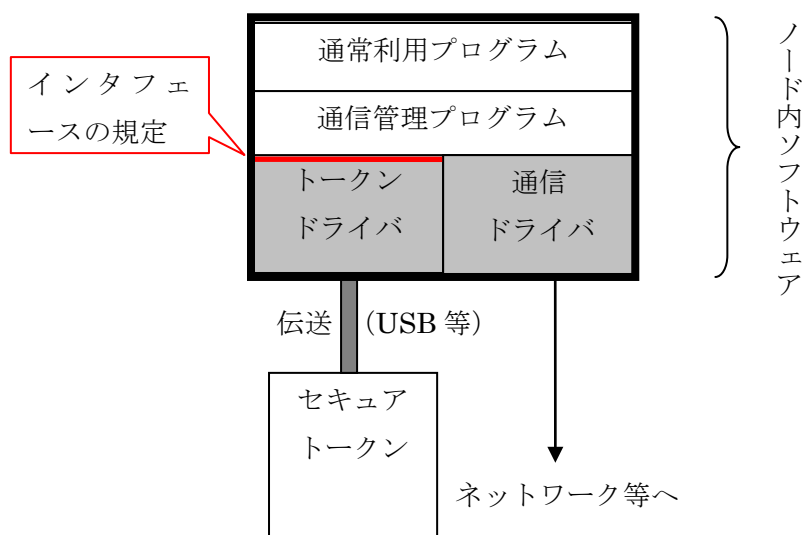 通常利用プログラム
インタフェ
ースの規定
通信管理プログラム
トークン
ドライバ
通信
ドライバ
ノード内ソフトウェア
伝送 (USB 等)
セキュア
トークン
ネットワーク等へ